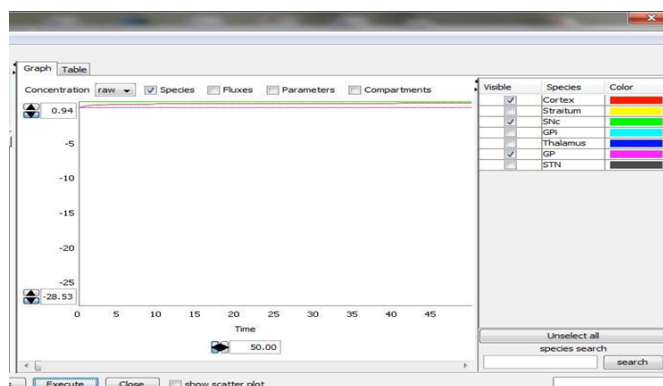 Graph Table
Concentration raw Species Fluxes Parameters Compartments
0.94
-5
-10
-15
-20
-25
-28.53
0 5 10 15 20 25 30 35 40 45
Time
50.00
Visible Species Color
Cortex
Straitum
SNc
GPi
Thalamus
GP
STN
Unselect all
species search
search
Execute Close show scatter plot